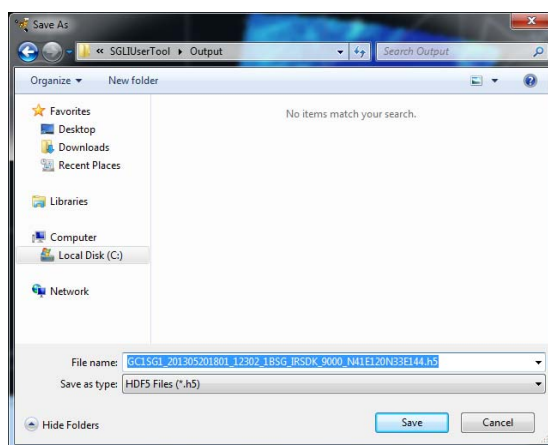 Save As
« SGLIUserTool ▸ Output
Search Output
Organize ▾ New folder
Favorites
Desktop
Downloads
Recent Places
Libraries
Computer
Local Disk (C:)
Network
No items match your search.
File name: GC1SG1_201305201801_12302_1BSG_IRSDK_9000_N41E120N33E144.h5
Save as type: HDF5 Files (*.h5)
Hide Folders
Save
Cancel